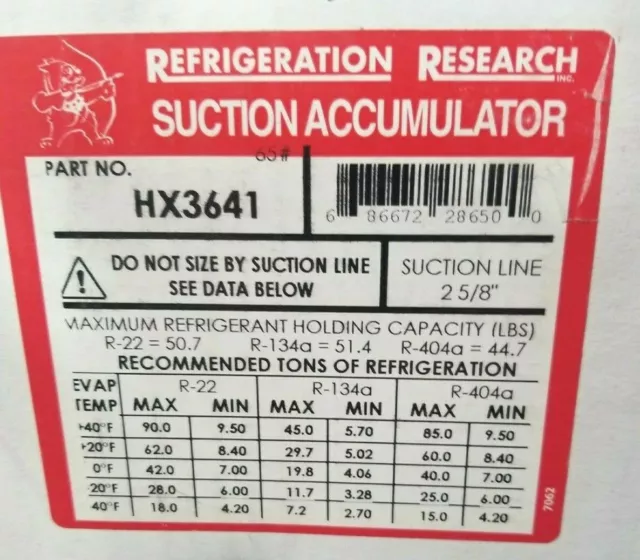 REFRIGERATION RESEARCH INC.
SUCTION ACCUMULATOR
65#
PART NO.
HX3641
6 86672 28650 0
DO NOT SIZE BY SUCTION LINE
SEE DATA BELOW
SUCTION LINE
2 5/8"
MAXIMUM REFRIGERANT HOLDING CAPACITY (LBS)
R-22 = 50.7 R-134a = 51.4 R-404a = 44.7
RECOMMENDED TONS OF REFRIGERATION
EVAP TEMP R-22 R-134a R-404a
MAX MIN MAX MIN MAX MIN
+40°F 90.0 9.50 45.0 5.70 85.0 9.50
+20°F 62.0 8.40 29.7 5.02 60.0 8.40
0°F 42.0 7.00 19.8 4.06 40.0 7.00
-20°F 28.0 6.00 11.7 3.28 25.0 6.00
40°F 18.0 4.20 7.2 2.70 15.0 4.20
7062